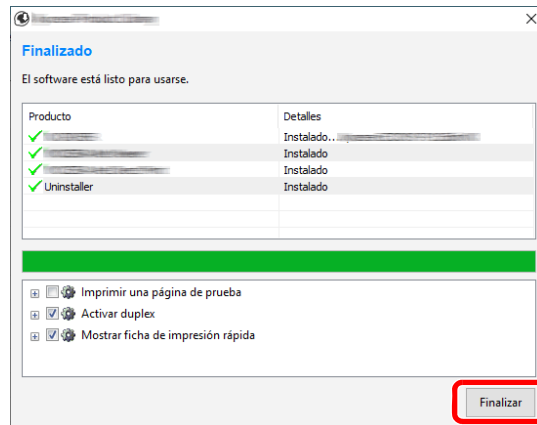 Finalizado
El software está listo para usarse.
Producto Detalles
Instalado..
Instalado
Instalado
Uninstaller Instalado
Imprimir una página de prueba
Activar duplex
Mostrar ficha de impresión rápida
Finalizar